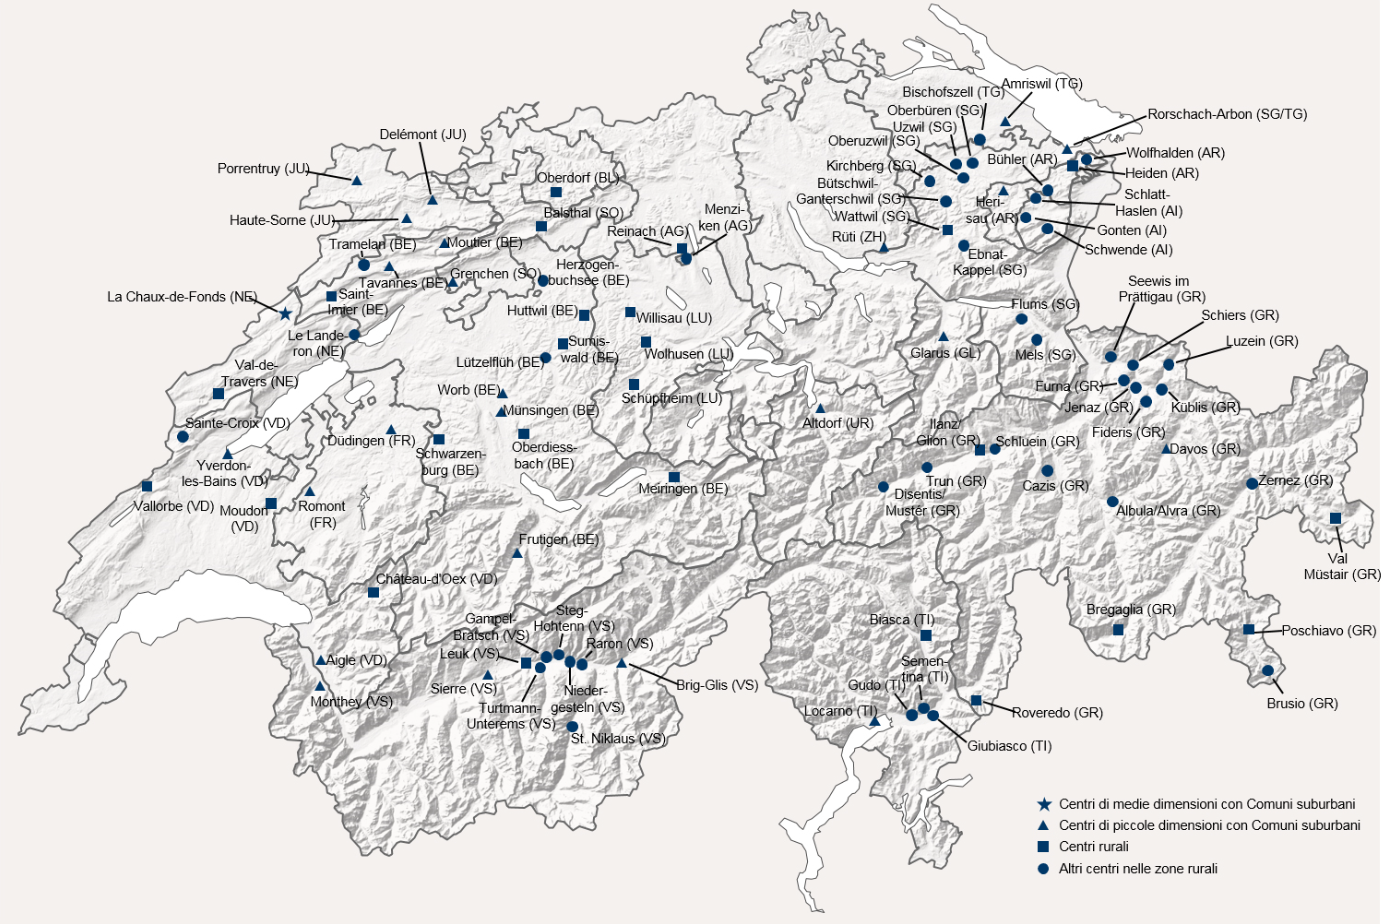 Amriswil (TG)
Bischofszell (TG)
Oberbüren (SG)
Rorschach-Arbon (SG/TG)
Uzwil (SG)
Delémont (JU)
Oberuzwil (SG)
Wolfhalden (AR)
Bühler (AR)
Porrentruy (JU)
Kirchberg (SG)
Heiden (AR)
Oberdorf (BL)
Bütschwil-
Ganterschwil (SG)
Schlatt-
Haslen (AI)
Heri-
sau (AR)
Menzi-
ken (AG)
Balsthal (SO)
Wattwil (SG)
Haute-Sorne (JU)
Reinach (AG)
Gonten (AI)
Rüti (ZH)
Tramelan (BE)
Moutier (BE)
Schwende (AI)
Ebnat-
Kappel (SG)
Herzogen-
buchsee (BE)
Grenchen (SO)
Tavannes (BE)
Seewis im
Prättigau (GR)
La Chaux-de-Fonds (NE)
Saint-
Imier (BE)
Huttwil (BE)
Willisau (LU)
Flums (SG)
Schiers (GR)
Le Lande-
ron (NE)
Sumis-
wald (BE)
Luzein (GR)
Wolhusen (LU)
Glarus (GL)
Mels (SG)
Lützelflüh (BE)
Val-de-
Travers (NE)
Furna (GR)
Worb (BE)
Schüpfheim (LU)
Jenaz (GR)
Küblis (GR)
Münsingen (BE)
Sainte-Croix (VD)
Altdorf (UR)
Ilanz/
Glion (GR)
Fideris (GR)
Düdingen (FR)
Schluein (GR)
Davos (GR)
Oberdiess-
bach (BE)
Schwarzen-
burg (BE)
Yverdon-
les-Bains (VD)
Trun (GR)
Cazis (GR)
Zernez (GR)
Meiringen (BE)
Disentis/
Mustér (GR)
Vallorbe (VD)
Moudon
(VD)
Romont
(FR)
Albula/Alvra (GR)
Frutigen (BE)
Val
Müstair (GR)
Château-d'Oex (VD)
Steg-
Hohtenn (VS)
Bregaglia (GR)
Gampel-
Bratsch (VS)
Biasca (TI)
Poschiavo (GR)
Raron (VS)
Leuk (VS)
Aigle (VD)
Semen-
tina (TI)
Brig-Glis (VS)
Gudo (TI)
Sierre (VS)
Nieder-
gesteln (VS)
Monthey (VS)
Brusio (GR)
Turtmann-
Unterems (VS)
Locarno (TI)
Roveredo (GR)
St. Niklaus (VS)
Giubiasco (TI)
Centri di medie dimensioni con Comuni suburbani
Centri di piccole dimensioni con Comuni suburbani
Centri rurali
Altri centri nelle zone rurali